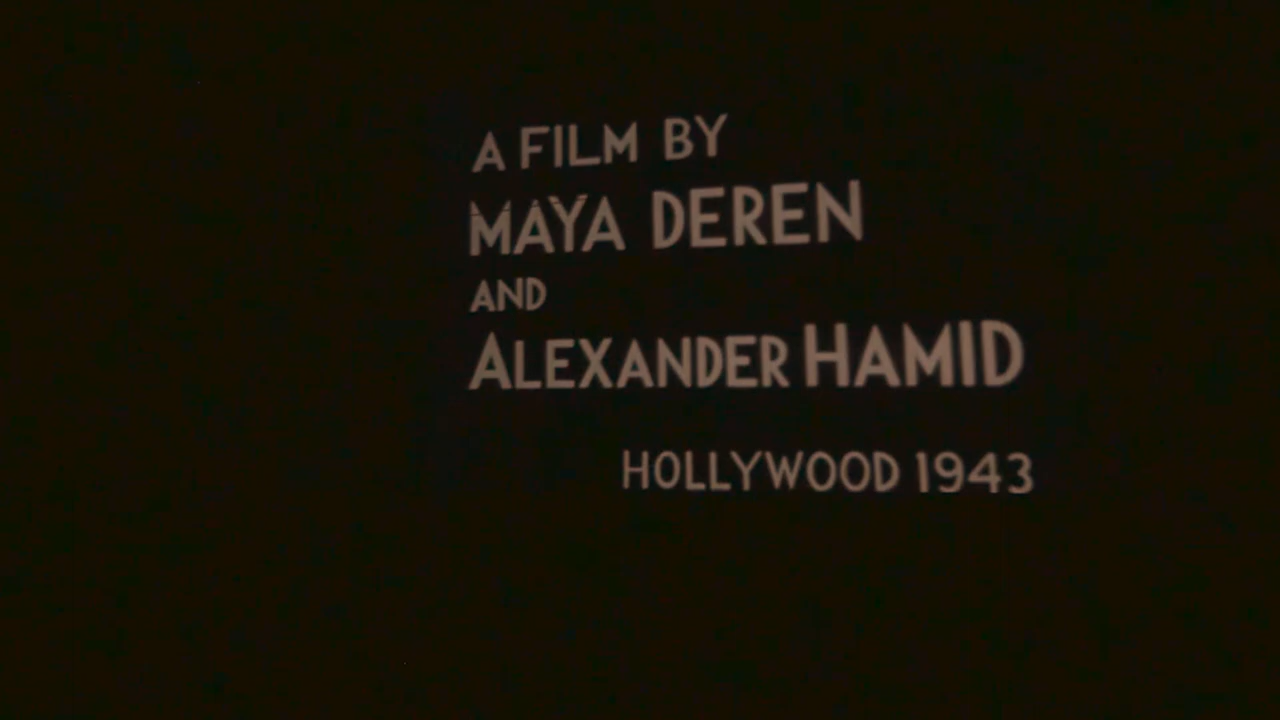 A FILM BY
MAYA DEREN
AND
ALEXANDER HAMID
HOLLYWOOD 1943